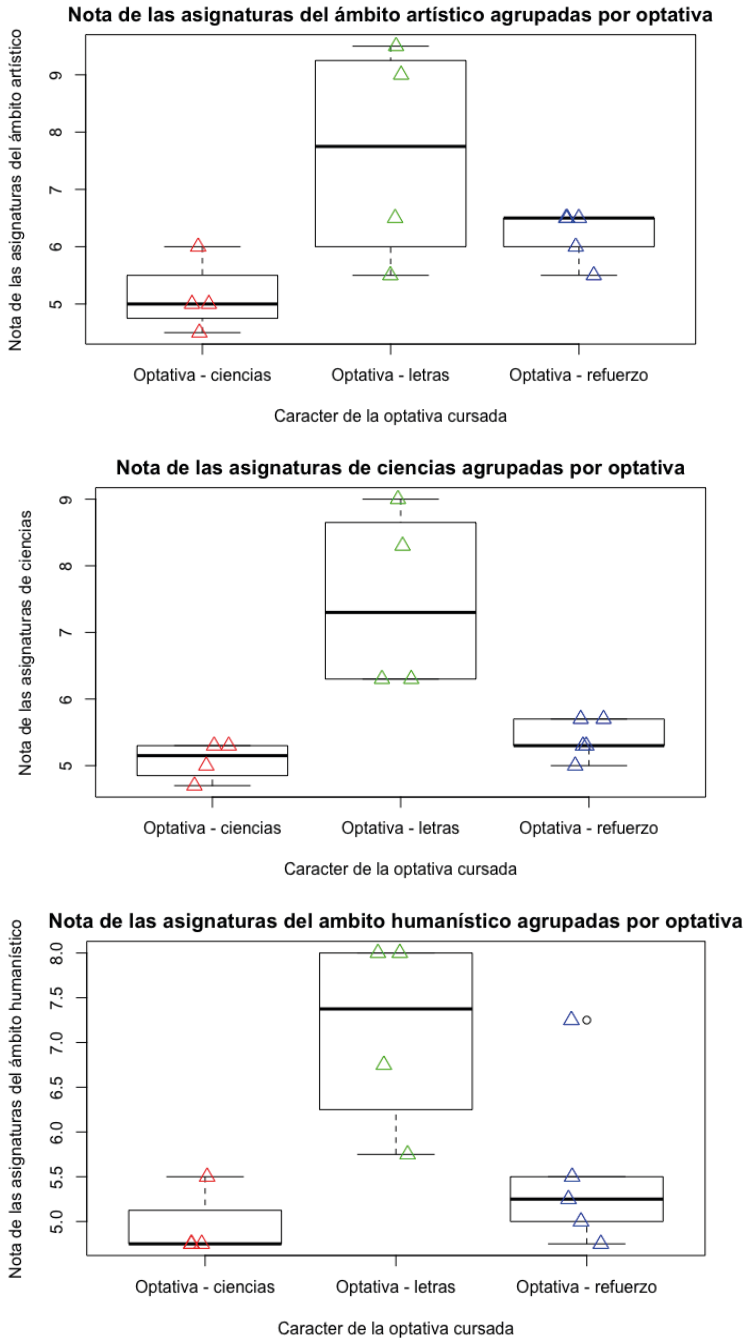 Nota de las asignaturas del ámbito artístico agrupadas por optativa
Nota de las asignaturas del ámbito artístico
9
8
7
6
5
Optativa - ciencias
Optativa - letras
Optativa - refuerzo
Caracter de la optativa cursada
Nota de las asignaturas de ciencias agrupadas por optativa
Nota de las asignaturas de ciencias
9
8
7
6
5
Optativa - ciencias
Optativa - letras
Optativa - refuerzo
Caracter de la optativa cursada
Nota de las asignaturas del ambito humanístico agrupadas por optativa
Nota de las asignaturas del ámbito humanístico
8.0
7.5
7.0
6.5
6.0
5.5
5.0
Optativa - ciencias
Optativa - letras
Optativa - refuerzo
Caracter de la optativa cursada